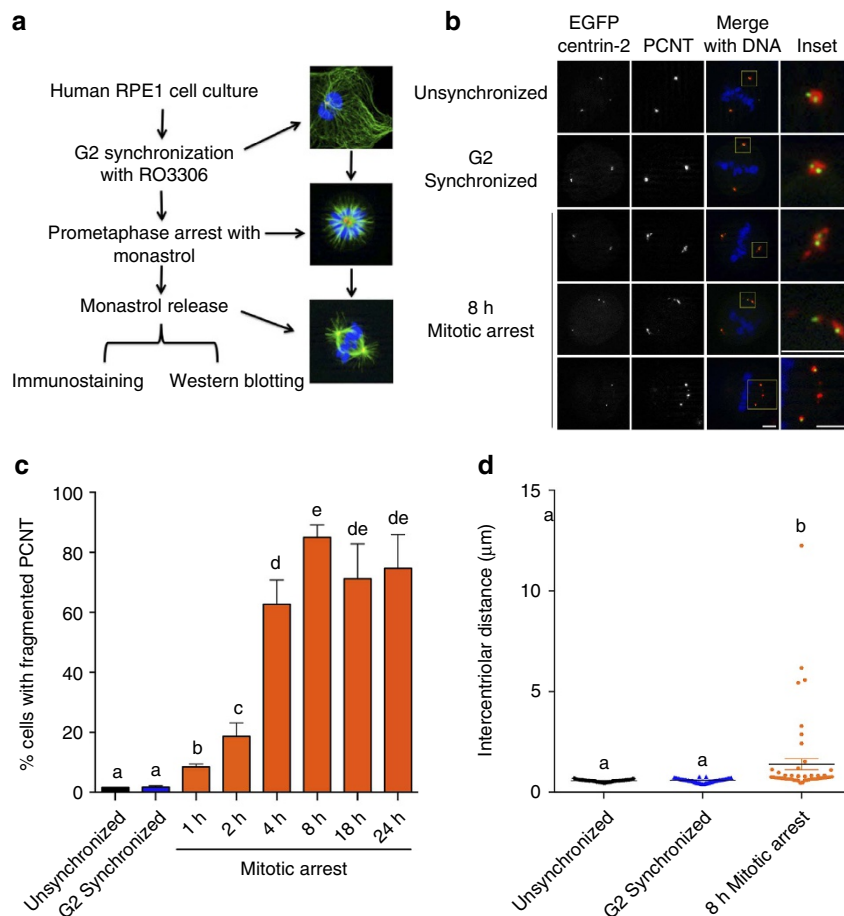 a
Human RPE1 cell culture
G2 synchronization
with RO3306
Prometaphase arrest with
monastrol
Monastrol release
Immunostaining Western blotting
b
EGFP
centrin-2
PCNT
Merge
with DNA
Inset
Unsynchronized
G2
Synchronized
8 h
Mitotic arrest
c
% cells with fragmented PCNT
100
80
60
40
20
0
a
a
b
c
d
e
de
de
Unsynchronized
G2 Synchronized
1 h
2 h
4 h
8 h
18 h
24 h
Mitotic arrest
d
Intercentriolar distance (μm)
15
10
5
0
a
a
a
b
Unsynchronized
G2 Synchronized
8 h Mitotic arrest